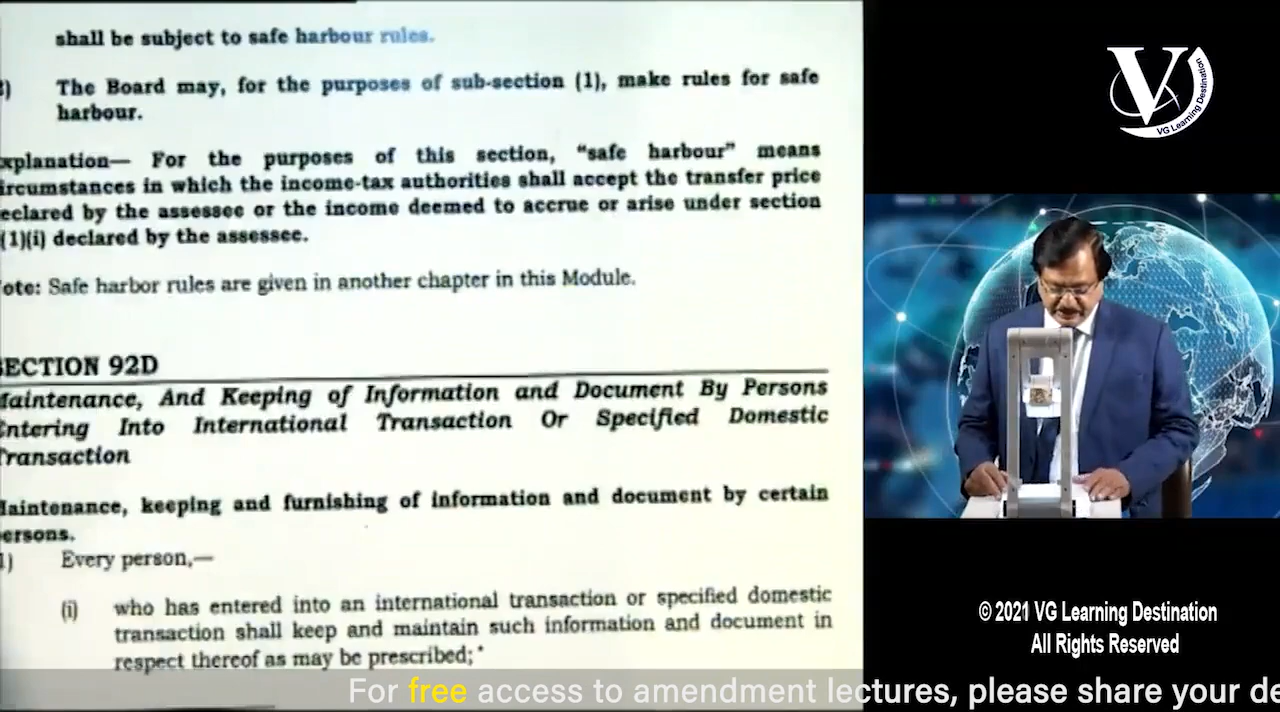 shall be subject to safe harbour rules.
) The Board may, for the purposes of sub-section (1), make rules for safe
harbour.
xplanation— For the purposes of this section, “safe harbour” means
ircumstances in which the income-tax authorities shall accept the transfer price
eclared by the assessee or the income deemed to accrue or arise under section
(1)(i) declared by the assessee.
ote: Safe harbor rules are given in another chapter in this Module.
SECTION 92D
Maintenance, And Keeping of Information and Document By Persons
Entering Into International Transaction Or Specified Domestic
Transaction
Maintenance, keeping and furnishing of information and document by certain
ersons.
1) Every person,—
(i) who has entered into an international transaction or specified domestic
transaction shall keep and maintain such information and document in
respect thereof as may be prescribed;
V
VG Learning Destination
© 2021 VG Learning Destination
All Rights Reserved
For free access to amendment lectures, please share your de